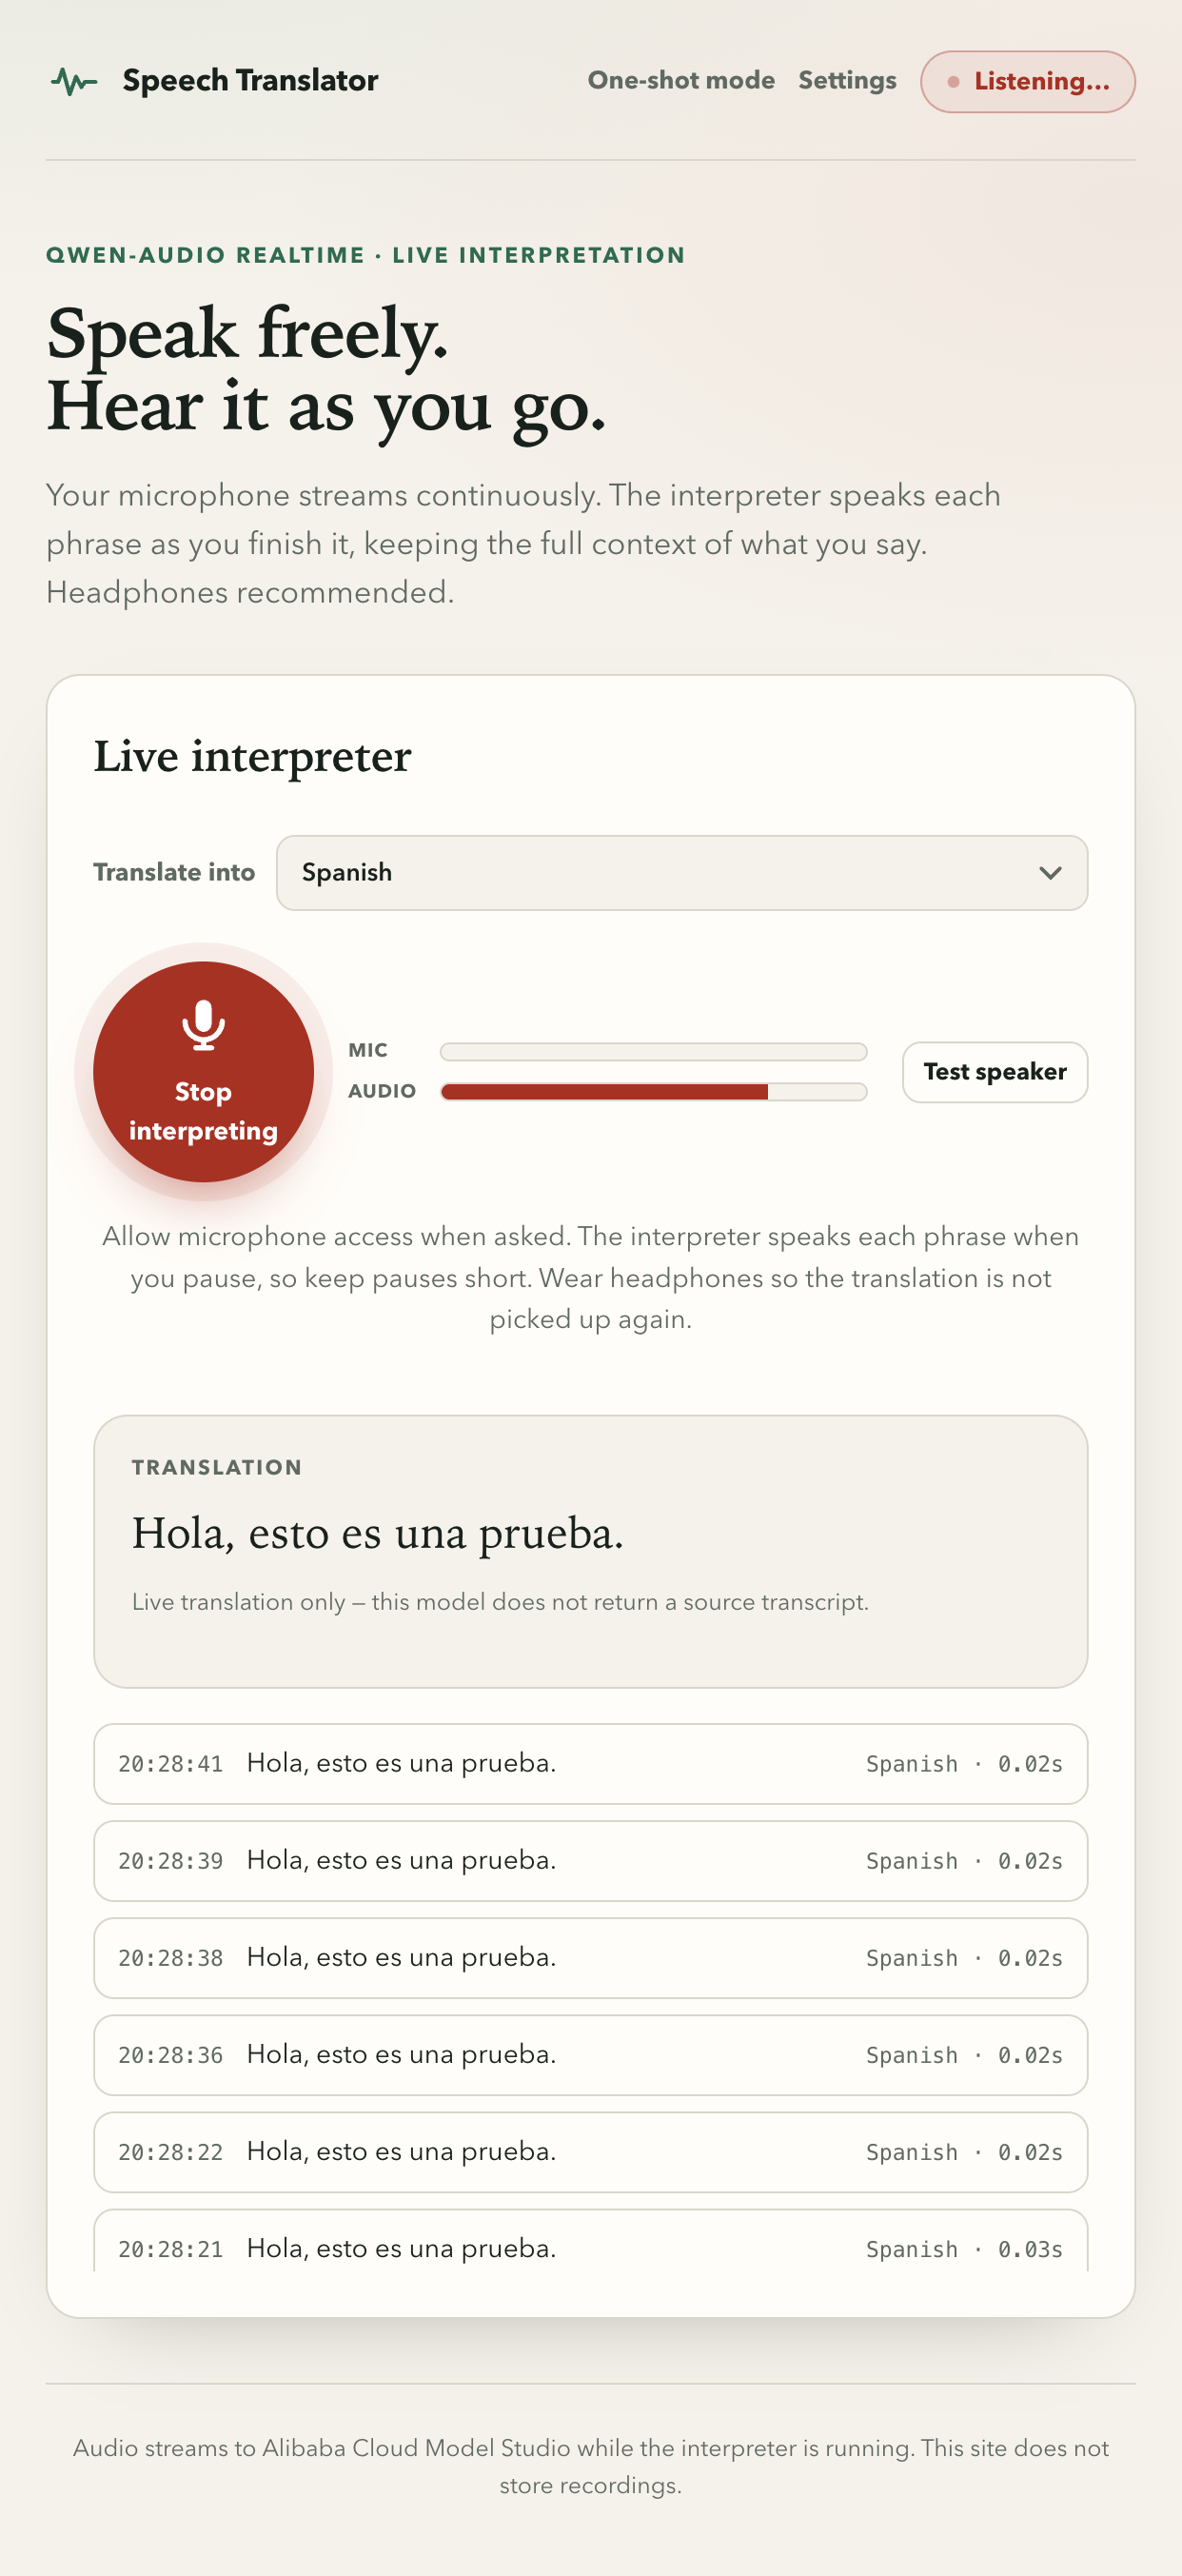 Speech Translator
One-shot mode
Settings
Listening...
QWEN-AUDIO REALTIME · LIVE INTERPRETATION
Speak freely.
Hear it as you go.
Your microphone streams continuously. The interpreter speaks each
phrase as you finish it, keeping the full context of what you say.
Headphones recommended.
Live interpreter
Translate into
Spanish
Stop
interpreting
MIC
AUDIO
Test speaker
Allow microphone access when asked. The interpreter speaks each phrase when
you pause, so keep pauses short. Wear headphones so the translation is not
picked up again.
TRANSLATION
Hola, esto es una prueba.
Live translation only — this model does not return a source transcript.
20:28:41 Hola, esto es una prueba. Spanish · 0.02s
20:28:39 Hola, esto es una prueba. Spanish · 0.02s
20:28:38 Hola, esto es una prueba. Spanish · 0.02s
20:28:36 Hola, esto es una prueba. Spanish · 0.02s
20:28:22 Hola, esto es una prueba. Spanish · 0.02s
20:28:21 Hola, esto es una prueba. Spanish · 0.03s
Audio streams to Alibaba Cloud Model Studio while the interpreter is running. This site does not
store recordings.